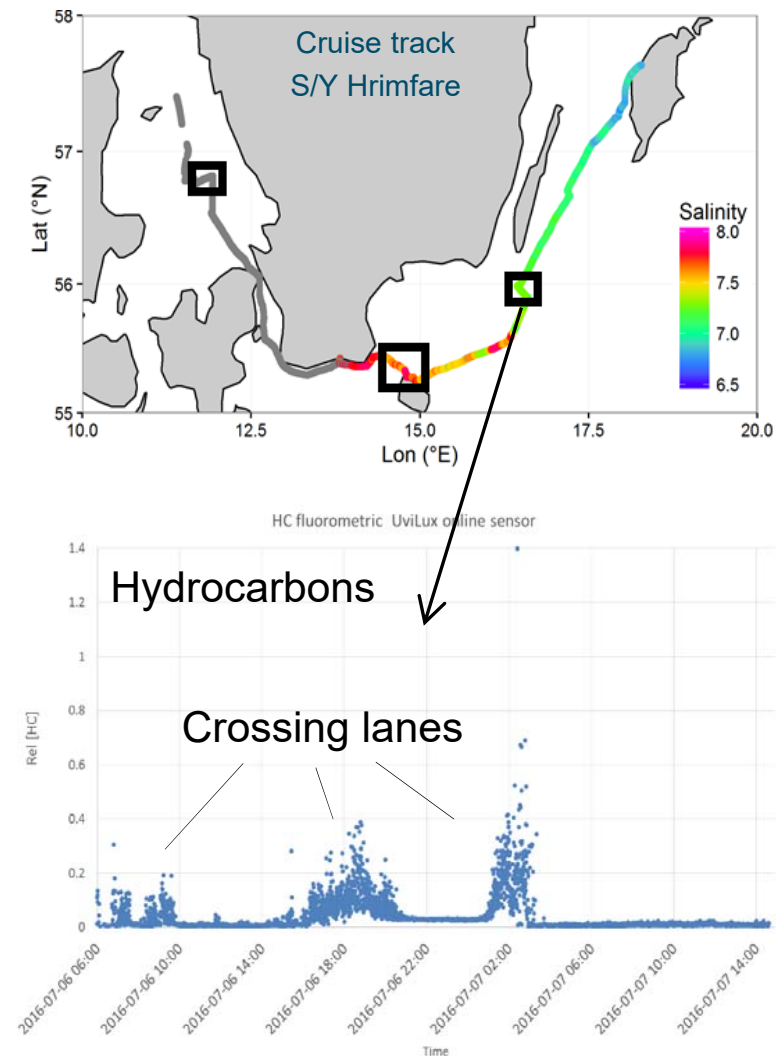 58
Cruise track
S/Y Hrimfare
57
Lat (°N)
Salinity
8.0
56
7.5
7.0
6.5
55
10.0 12.5 15.0 17.5 20.0
Lon (°E)
HC fluorometric UviLux online sensor
1.4
Hydrocarbons
1.2
1
0.8
Crossing lanes
Rel [HC]
0.6
0.4
0.2
0
2016-07-06 06:00 2016-07-06 10:00 2016-07-06 14:00 2016-07-06 18:00 2016-07-06 22:00 2016-07-07 02:00 2016-07-07 06:00 2016-07-07 10:00 2016-07-07 14:00
Time